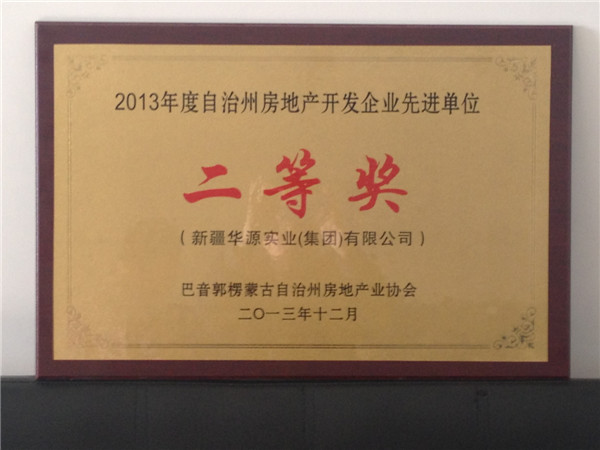 2013年度自治州房地产开发企业先进单位
二等奖
（新疆华源实业(集团)有限公司）
巴音郭楞蒙古自治州房地产业协会
二〇一三年十二月